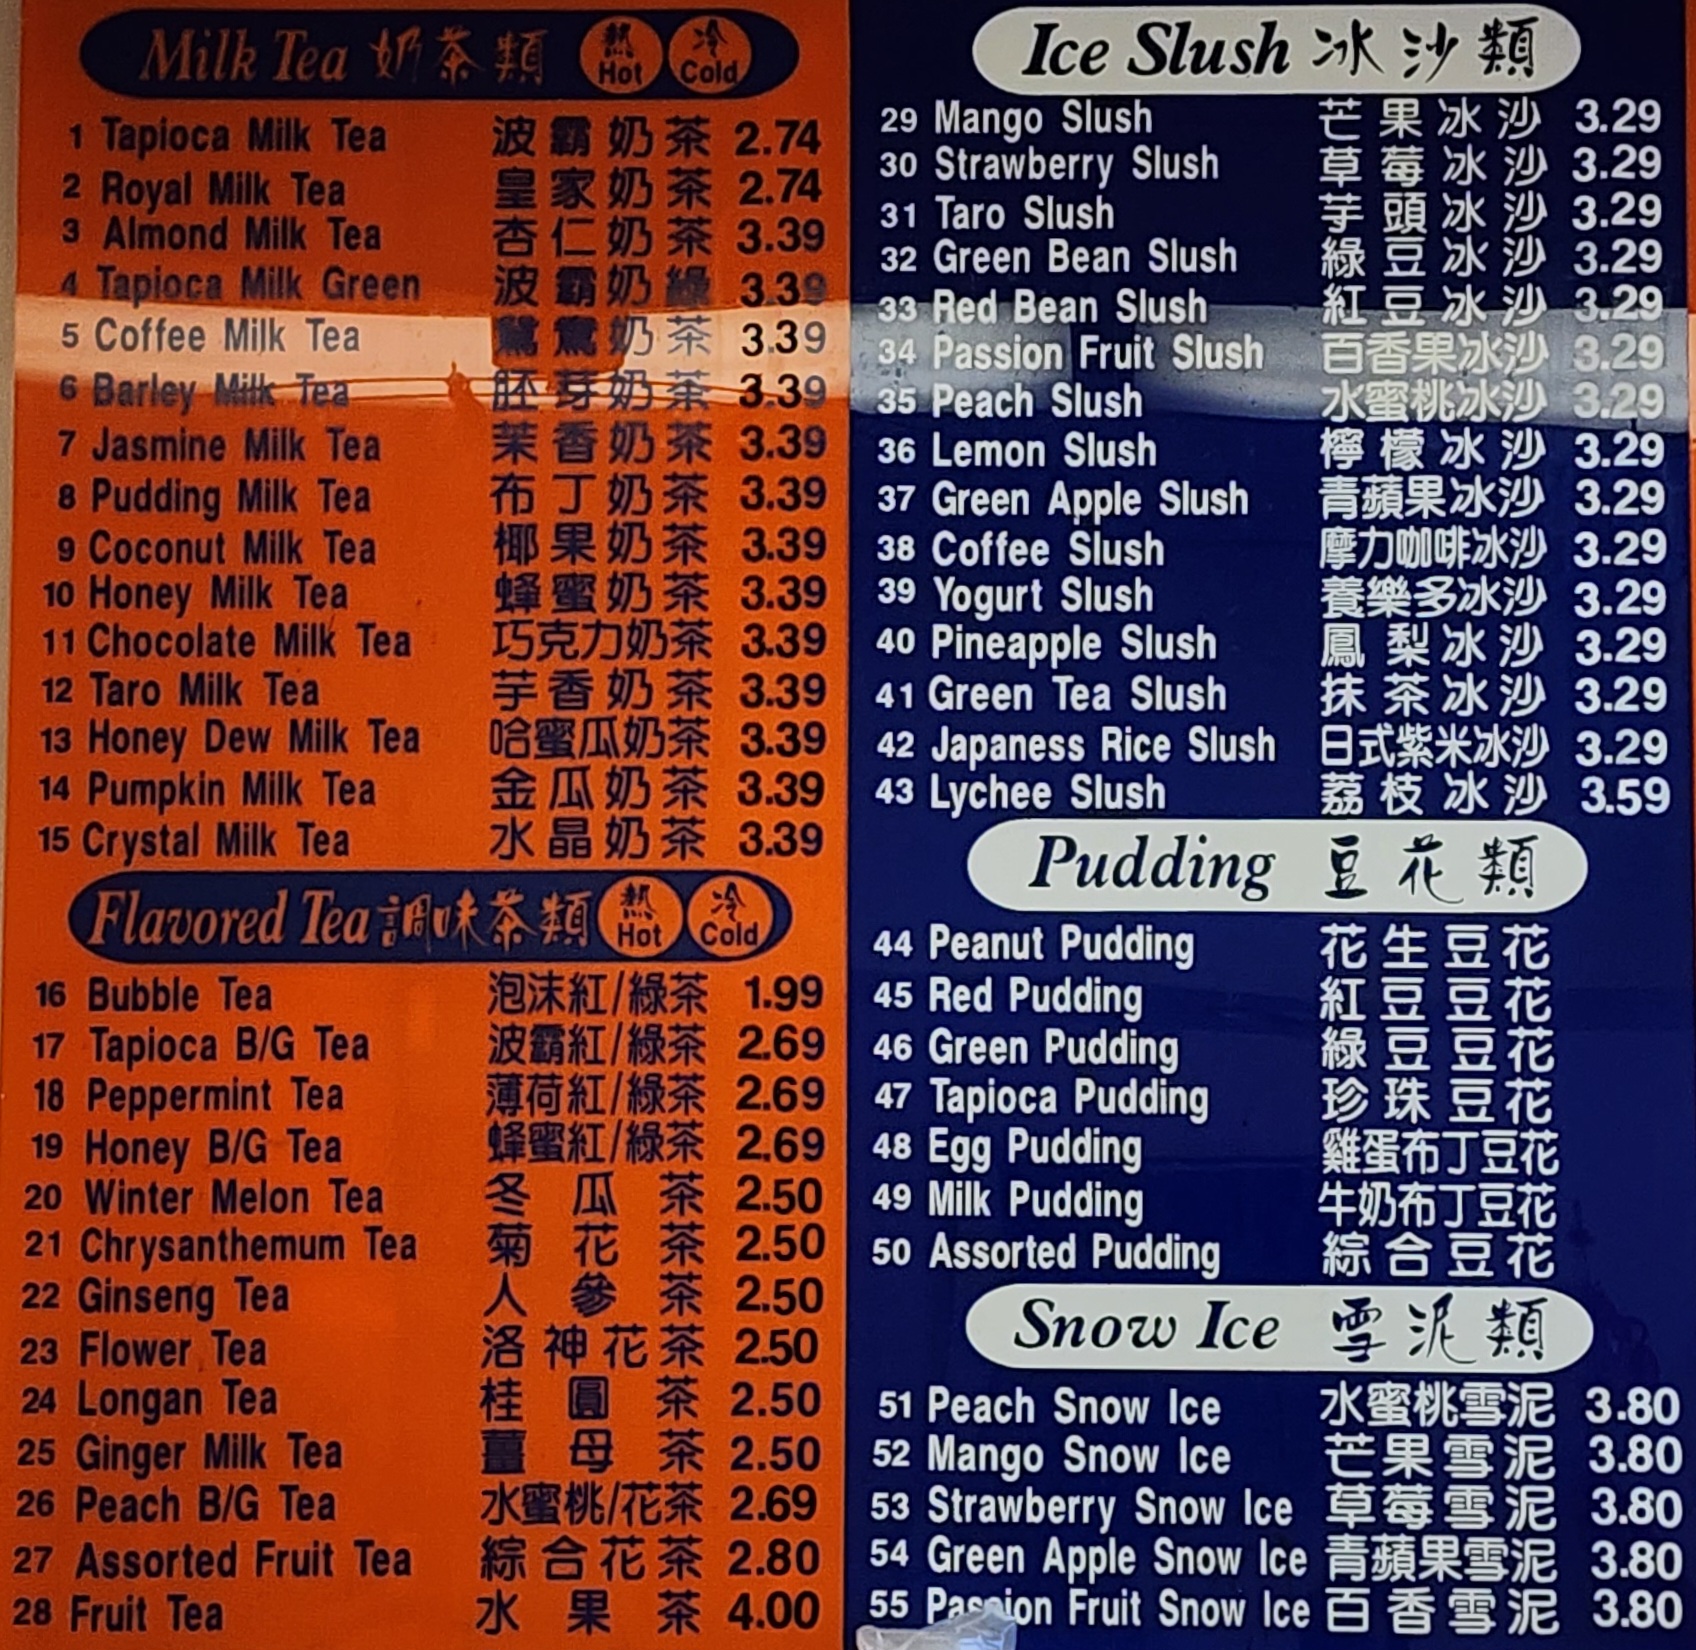 Milk Tea 奶茶類 熱 Hot 冷 Cold
1 Tapioca Milk Tea 波霸奶茶 2.74
2 Royal Milk Tea 皇家奶茶 2.74
3 Almond Milk Tea 杏仁奶茶 3.39
4 Tapioca Milk Green 波霸奶綠 3.39
5 Coffee Milk Tea 鴛鴦奶茶 3.39
6 Barley Milk Tea 胚芽奶茶 3.39
7 Jasmine Milk Tea 茉香奶茶 3.39
8 Pudding Milk Tea 布丁奶茶 3.39
9 Coconut Milk Tea 椰果奶茶 3.39
10 Honey Milk Tea 蜂蜜奶茶 3.39
11 Chocolate Milk Tea 巧克力奶茶 3.39
12 Taro Milk Tea 芋香奶茶 3.39
13 Honey Dew Milk Tea 哈蜜瓜奶茶 3.39
14 Pumpkin Milk Tea 金瓜奶茶 3.39
15 Crystal Milk Tea 水晶奶茶 3.39
Flavored Tea 調味茶類 熱 Hot 冷 Cold
16 Bubble Tea 泡沫紅/綠茶 1.99
17 Tapioca B/G Tea 波霸紅/綠茶 2.69
18 Peppermint Tea 薄荷紅/綠茶 2.69
19 Honey B/G Tea 蜂蜜紅/綠茶 2.69
20 Winter Melon Tea 冬瓜茶 2.50
21 Chrysanthemum Tea 菊花茶 2.50
22 Ginseng Tea 人參茶 2.50
23 Flower Tea 洛神花茶 2.50
24 Longan Tea 桂圓茶 2.50
25 Ginger Milk Tea 薑母茶 2.50
26 Peach B/G Tea 水蜜桃/花茶 2.69
27 Assorted Fruit Tea 綜合花茶 2.80
28 Fruit Tea 水果茶 4.00
Ice Slush 冰沙類
29 Mango Slush 芒果冰沙 3.29
30 Strawberry Slush 草莓冰沙 3.29
31 Taro Slush 芋頭冰沙 3.29
32 Green Bean Slush 綠豆冰沙 3.29
33 Red Bean Slush 紅豆冰沙 3.29
34 Passion Fruit Slush 百香果冰沙 3.29
35 Peach Slush 水蜜桃冰沙 3.29
36 Lemon Slush 檸檬冰沙 3.29
37 Green Apple Slush 青蘋果冰沙 3.29
38 Coffee Slush 摩力咖啡冰沙 3.29
39 Yogurt Slush 養樂多冰沙 3.29
40 Pineapple Slush 鳳梨冰沙 3.29
41 Green Tea Slush 抹茶冰沙 3.29
42 Japaness Rice Slush 日式紫米冰沙 3.29
43 Lychee Slush 荔枝冰沙 3.59
Pudding 豆花類
44 Peanut Pudding 花生豆花
45 Red Pudding 紅豆豆花
46 Green Pudding 綠豆豆花
47 Tapioca Pudding 珍珠豆花
48 Egg Pudding 雞蛋布丁豆花
49 Milk Pudding 牛奶布丁豆花
50 Assorted Pudding 綜合豆花
Snow Ice 雪泥類
51 Peach Snow Ice 水蜜桃雪泥 3.80
52 Mango Snow Ice 芒果雪泥 3.80
53 Strawberry Snow Ice 草莓雪泥 3.80
54 Green Apple Snow Ice 青蘋果雪泥 3.80
55 Passion Fruit Snow Ice 百香雪泥 3.80